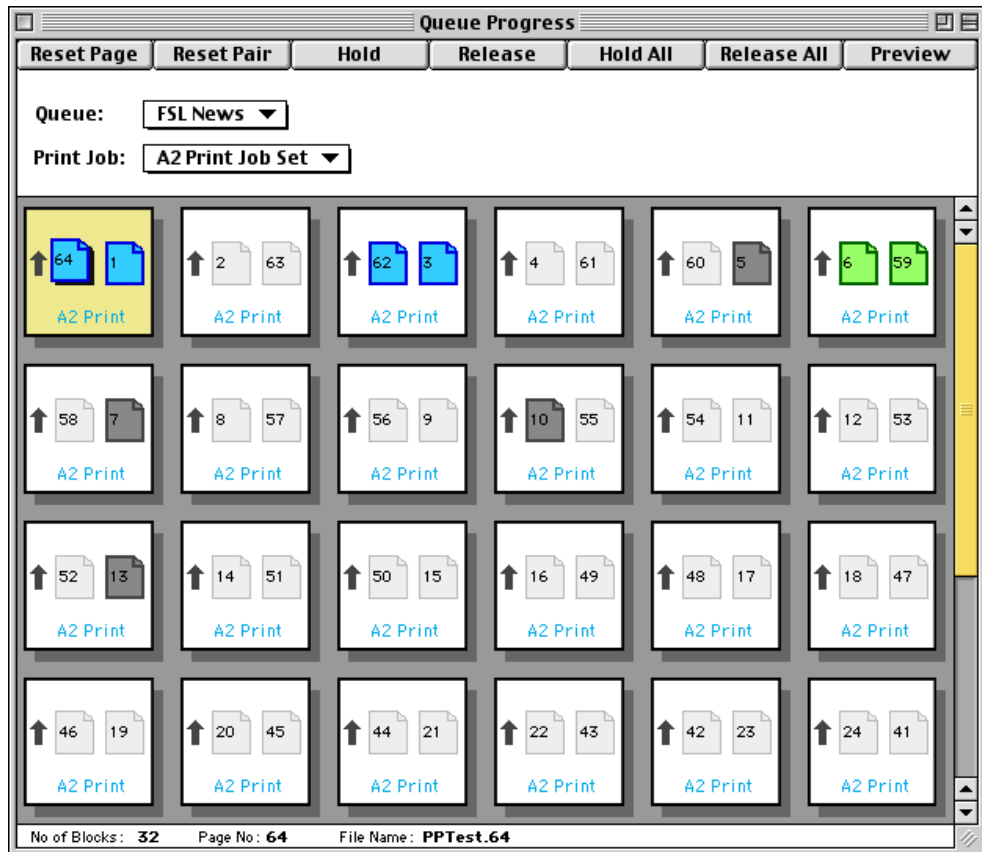 Queue Progress
Reset Page Reset Pair Hold Release Hold All Release All Preview
Queue: FSL News
Print Job: A2 Print Job Set
64 1 2 63 62 3 4 61 60 5 6 59
A2 Print A2 Print A2 Print A2 Print A2 Print A2 Print
58 7 8 57 56 9 10 55 54 11 12 53
A2 Print A2 Print A2 Print A2 Print A2 Print A2 Print
52 13 14 51 50 15 16 49 48 17 18 47
A2 Print A2 Print A2 Print A2 Print A2 Print A2 Print
46 19 20 45 44 21 22 43 42 23 24 41
A2 Print A2 Print A2 Print A2 Print A2 Print A2 Print
No of Blocks: 32 Page No: 64 File Name: PPTest.64